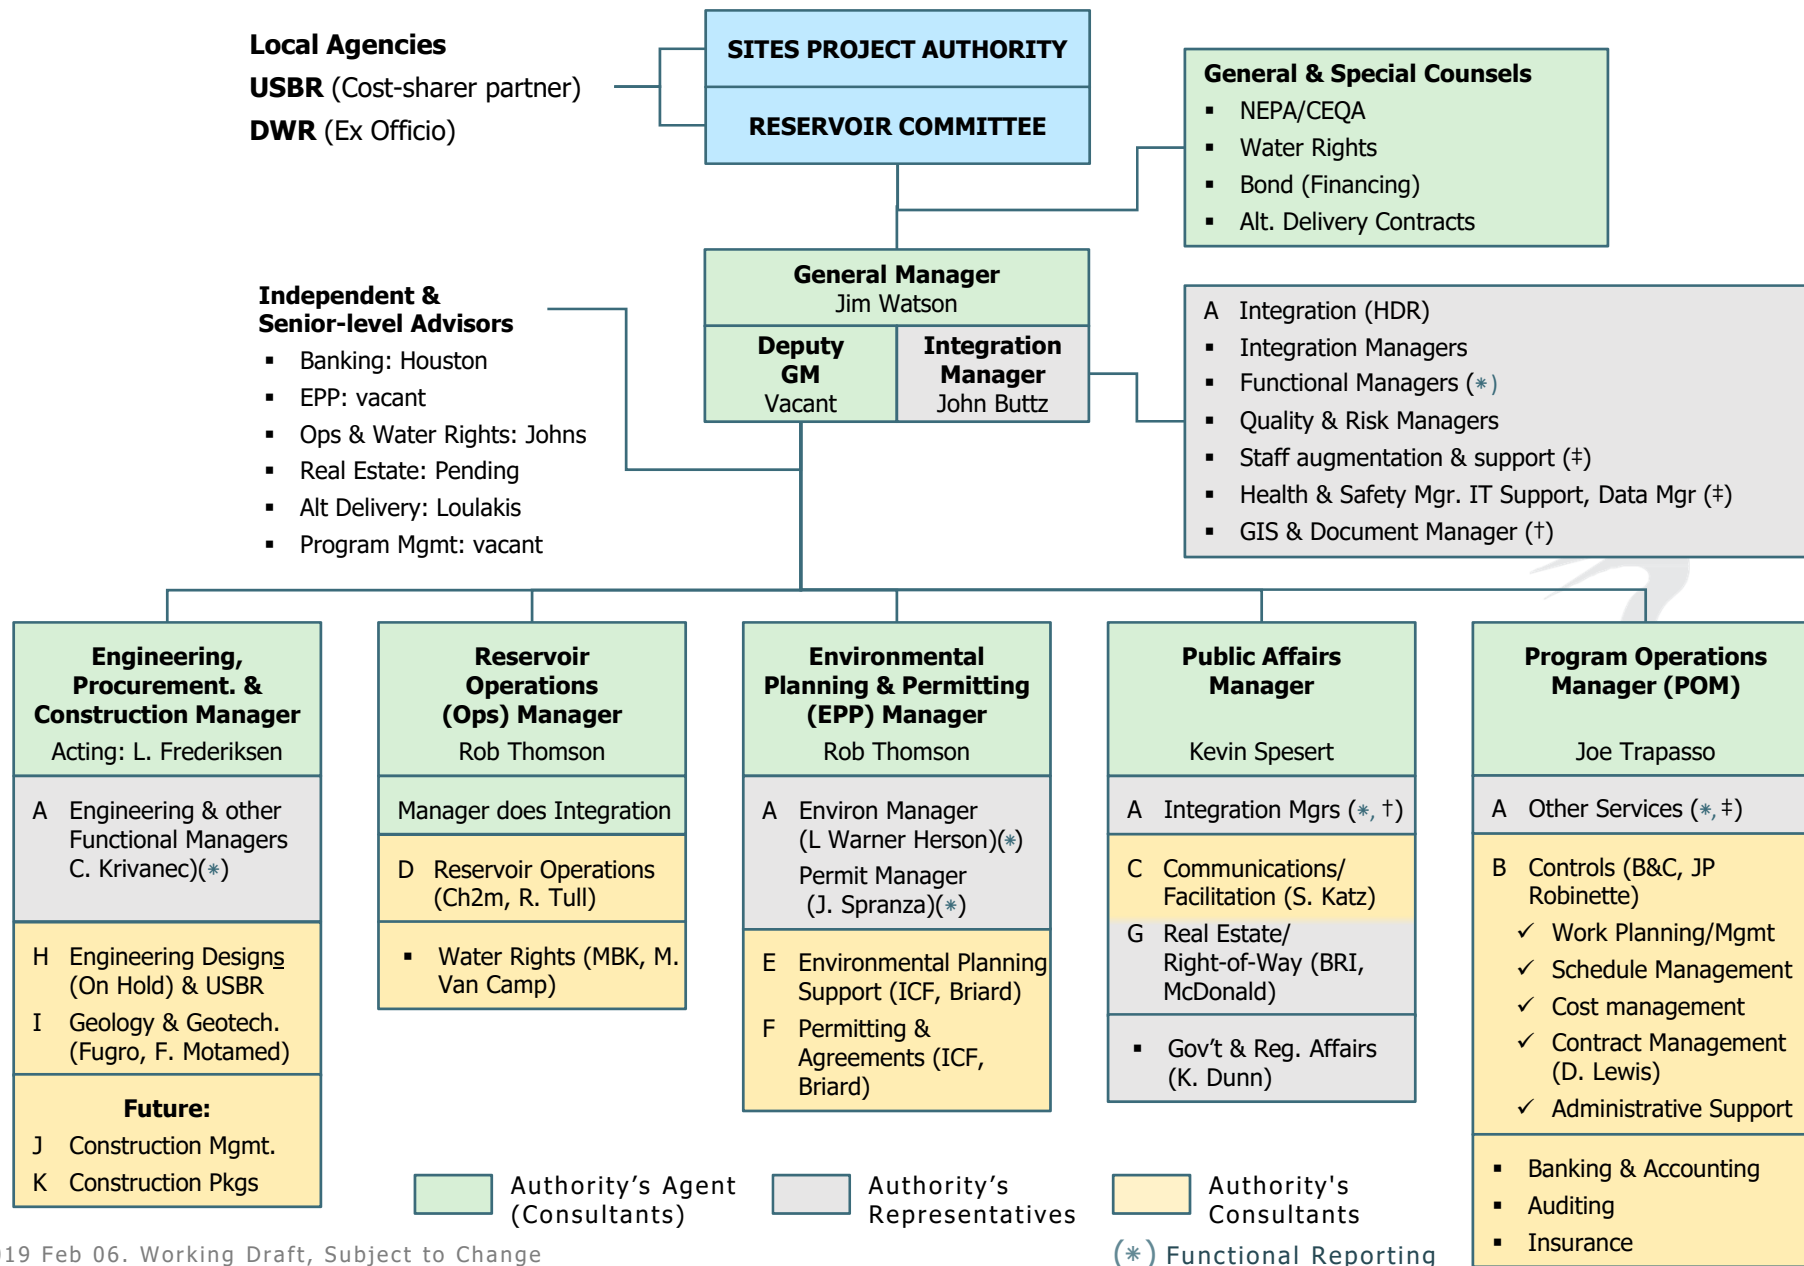 Local Agencies
USBR (Cost-sharer partner)
DWR (Ex Officio)
SITES PROJECT AUTHORITY
RESERVOIR COMMITTEE
General & Special Counsels
▪ NEPA/CEQA
▪ Water Rights
▪ Bond (Financing)
▪ Alt. Delivery Contracts
General Manager
Jim Watson
Deputy
GM
Vacant
Integration
Manager
John Buttz
Independent &
Senior-level Advisors
▪ Banking: Houston
▪ EPP: vacant
▪ Ops & Water Rights: Johns
▪ Real Estate: Pending
▪ Alt Delivery: Loulakis
▪ Program Mgmt: vacant
A Integration (HDR)
▪ Integration Managers
▪ Functional Managers (*)
▪ Quality & Risk Managers
▪ Staff augmentation & support (‡)
▪ Health & Safety Mgr. IT Support, Data Mgr (‡)
▪ GIS & Document Manager (†)
Engineering,
Procurement. &
Construction Manager
Acting: L. Frederiksen
A Engineering & other
Functional Managers
C. Krivanec)(*)
H Engineering Designs
(On Hold) & USBR
I Geology & Geotech.
(Fugro, F. Motamed)
Future:
J Construction Mgmt.
K Construction Pkgs
Reservoir
Operations
(Ops) Manager
Rob Thomson
Manager does Integration
D Reservoir Operations
(Ch2m, R. Tull)
▪ Water Rights (MBK, M.
Van Camp)
Environmental
Planning & Permitting
(EPP) Manager
Rob Thomson
A Environ Manager
(L Warner Herson)(*)
Permit Manager
(J. Spranza)(*)
E Environmental Planning
Support (ICF, Briard)
F Permitting &
Agreements (ICF,
Briard)
Public Affairs
Manager
Kevin Spesert
A Integration Mgrs (*, †)
C Communications/
Facilitation (S. Katz)
G Real Estate/
Right-of-Way (BRI,
McDonald)
▪ Gov't & Reg. Affairs
(K. Dunn)
Program Operations
Manager (POM)
Joe Trapasso
A Other Services (*, ‡)
B Controls (B&C, JP
Robinette)
✓ Work Planning/Mgmt
✓ Schedule Management
✓ Cost management
✓ Contract Management
(D. Lewis)
✓ Administrative Support
▪ Banking & Accounting
▪ Auditing
▪ Insurance
Authority's Agent
(Consultants)
Authority's
Representatives
Authority's
Consultants
(*) Functional Reporting
019 Feb 06. Working Draft, Subject to Change